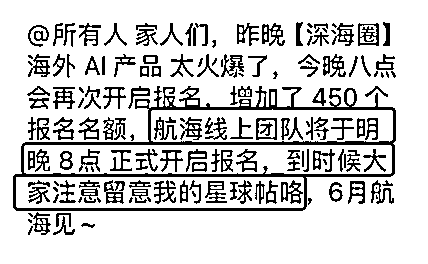 @所有人 家人们，昨晚【深海圈】
海外 AI 产品 太火爆了，今晚八点
会再次开启报名，增加了 450 个
报名名额，航海线上团队将于明
晚 8点 正式开启报名，到时候大
家注意留意我的星球帖咯，6月航
海见～